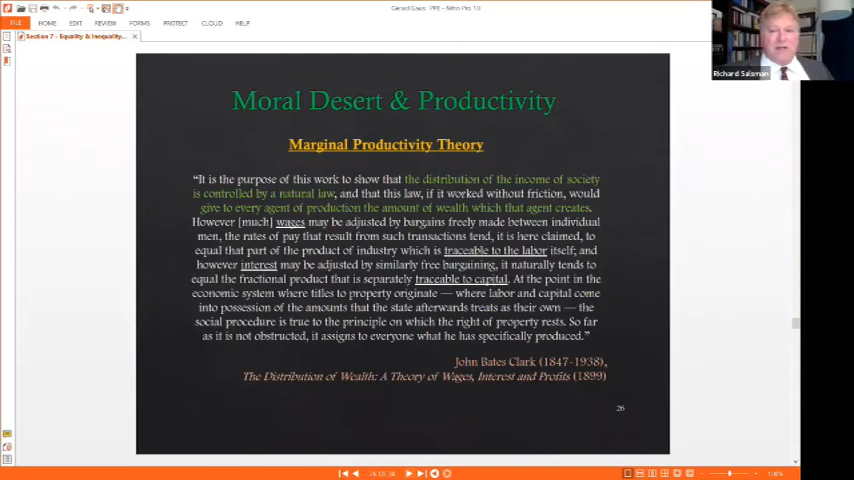 Gerald Gaus, PPE - Nitro Pro 10
FILE HOME EDIT REVIEW FORMS PROTECT CLOUD HELP
Section 7 - Equality & Inequality...
Richard Salsman
Moral Desert & Productivity
Marginal Productivity Theory
“It is the purpose of this work to show that the distribution of the income of society
is controlled by a natural law, and that this law, if it worked without friction, would
give to every agent of production the amount of wealth which that agent creates.
However [much] wages may be adjusted by bargains freely made between individual
men, the rates of pay that result from such transactions tend, it is here claimed, to
equal that part of the product of industry which is traceable to the labor itself; and
however interest may be adjusted by similarly free bargaining, it naturally tends to
equal the fractional product that is separately traceable to capital. At the point in the
economic system where titles to property originate — where labor and capital come
into possession of the amounts that the state afterwards treats as their own — the
social procedure is true to the principle on which the right of property rests. So far
as it is not obstructed, it assigns to everyone what he has specifically produced.”
John Bates Clark (1847-1938),
The Distribution of Wealth: A Theory of Wages, Interest and Profits (1899)
26